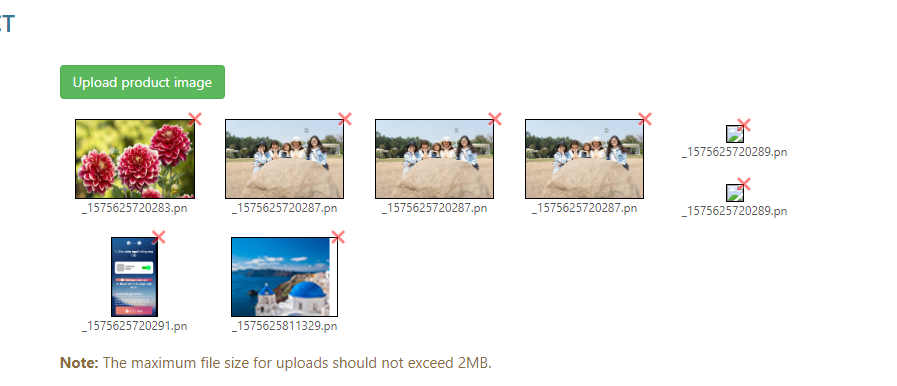 CT
Upload product image
_1575625720283.pn
_1575625720287.pn
_1575625720287.pn
_1575625720287.pn
_1575625720289.pn
_1575625720289.pn
_1575625720291.pn
_1575625811329.pn
Note: The maximum file size for uploads should not exceed 2MB.